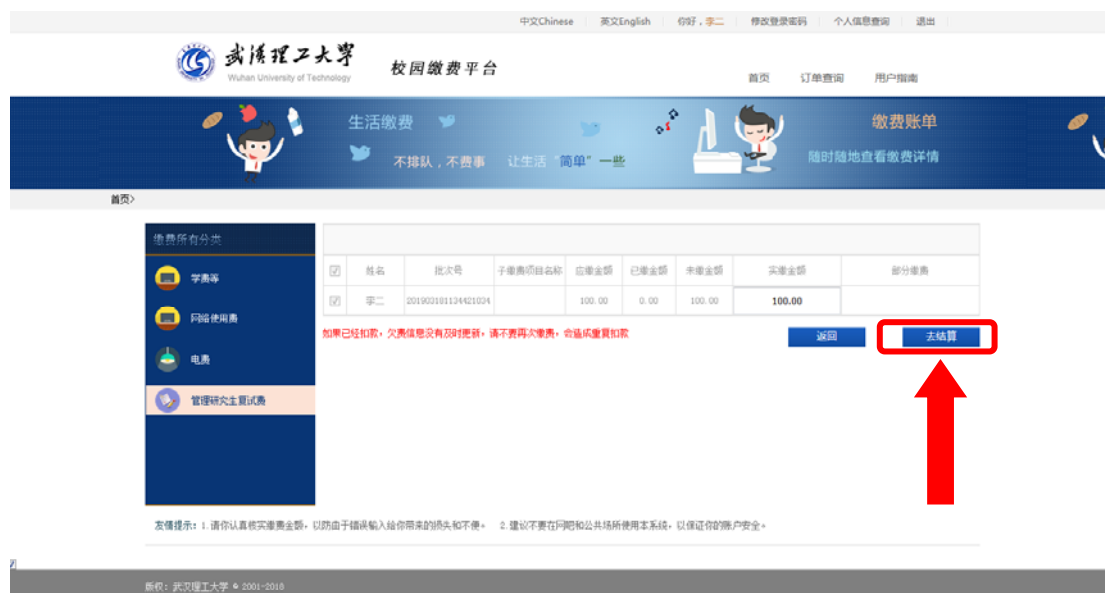 中文Chinese 英文English 你好，李二 修改登录密码 个人信息查询 退出
武漢理工大学
Wuhan University of Technology
校园缴费平台
首页 订单查询 用户指南
生活缴费
不排队，不费事 让生活“简单”一些
缴费账单
随时随地查看缴费详情
首页>
缴费所有分类
学费等
网络使用费
电费
管理研究生复试费
姓名 批次号 子缴费项目名称 应缴金额 已缴金额 未缴金额 实缴金额 部分缴费
李二 201903181134421034 100.00 0.00 100.00 100.00
如果已经扣款，欠费信息没有及时更新，请不要再次缴费，会造成重复扣款
返回 去结算
友情提示：1.请你认真核实缴费金额，以防由于错误输入给你带来的损失和不便。 2.建议不要在网吧和公共场所使用本系统，以保证你的账户安全。
版权：武汉理工大学 © 2001-2018